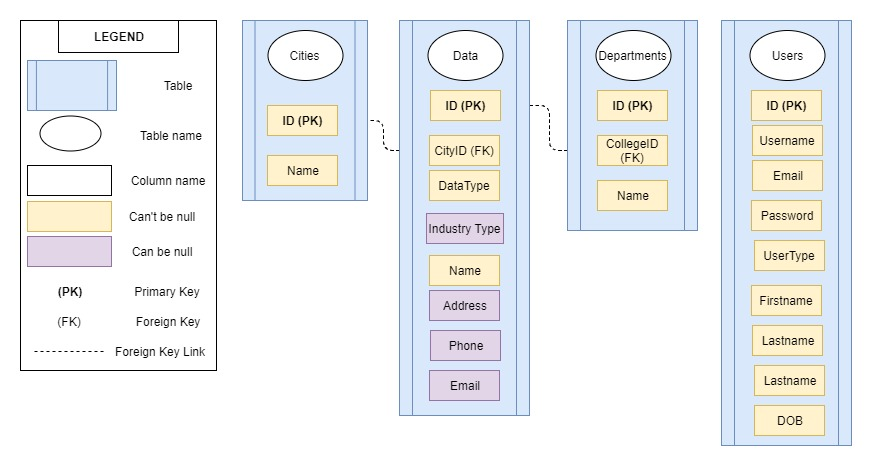 LEGEND
Table
Table name
Column name
Can't be null
Can be null
(PK)
Primary Key
(FK)
Foreign Key
Foreign Key Link
Cities
ID (PK)
Name
Data
ID (PK)
CityID (FK)
DataType
Industry Type
Name
Address
Phone
Email
Departments
ID (PK)
CollegeID
(FK)
Name
Users
ID (PK)
Username
Email
Password
UserType
Firstname
Lastname
Lastname
DOB